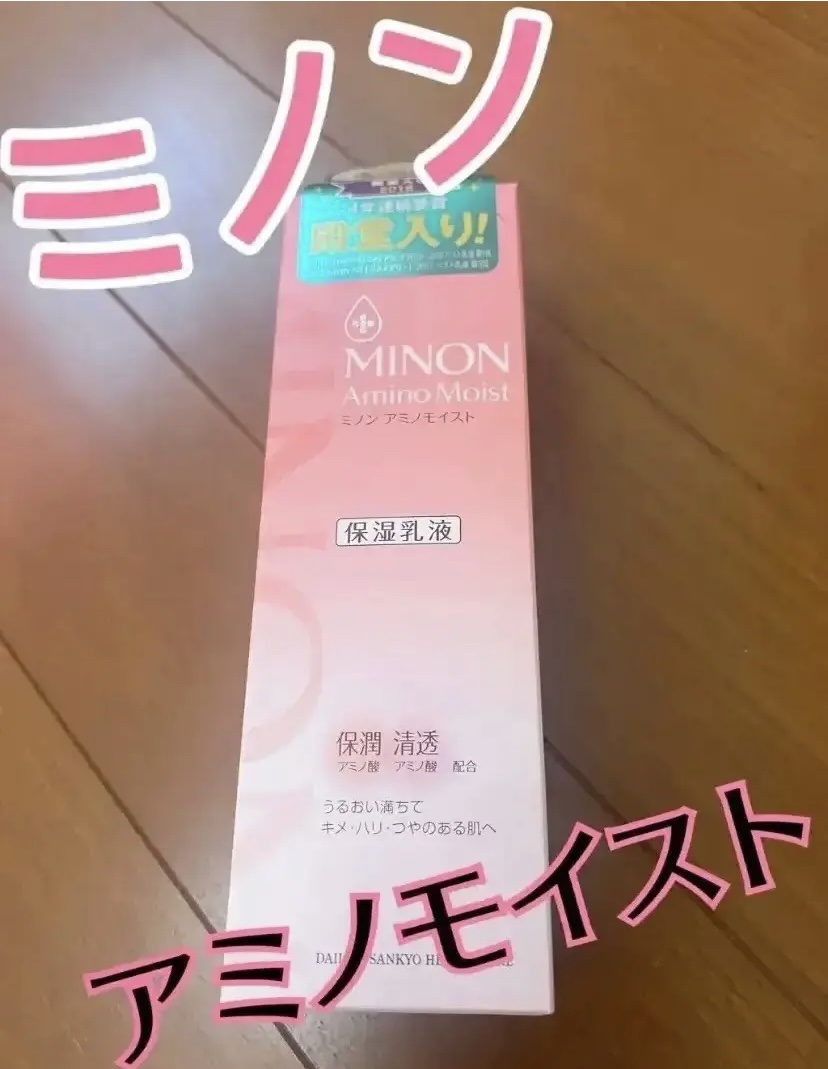 ミノン
2018
殿堂入り!
MINON
Amino Moist
ミノン アミノモイスト
保湿乳液
保潤 清透
アミノ酸 アミノ酸 配合
うるおい満ちて
キメ・ハリ・つやのある肌へ
アミノモイスト
SANKYO